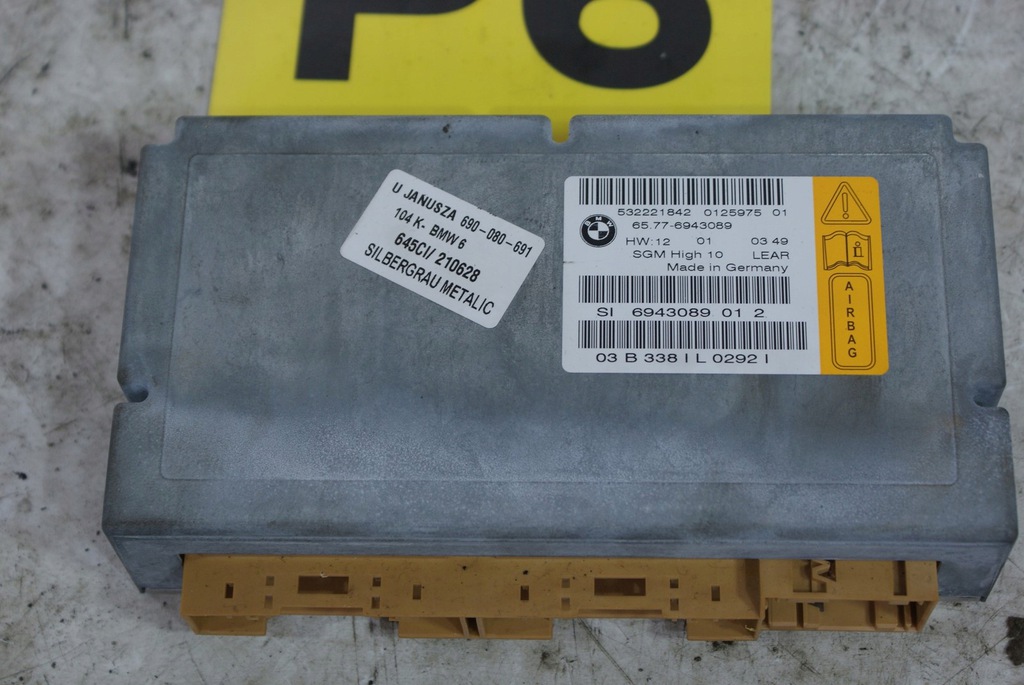 P6
U JANUSZA 690-080-691
104 K. BMW 6
645CI/ 210628
SILBERGRAU METALIC
BMW
532221842 0125975 01
65.77-6943089
HW:12 01 03 49
SGM High 10 LEAR
Made in Germany
SI 6943089 01 2
03 B 338 I L 0292 I
AIRBAG